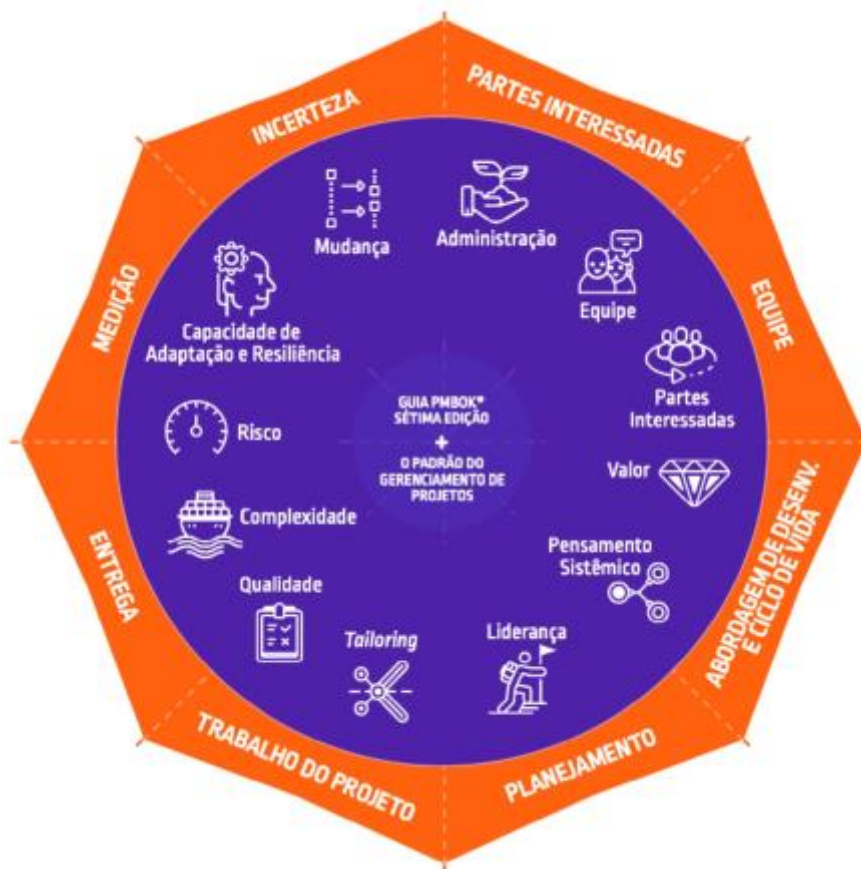 INCERTEZA
PARTES INTERESSADAS
EQUIPE
ABORDAGEM DE DESENV.
E CICLO DE VIDA
PLANEJAMENTO
TRABALHO DO PROJETO
ENTREGA
MEDIÇÃO
Mudança
Administração
Equipe
Partes
Interessadas
Valor
Pensamento
Sistêmico
Liderança
Tailoring
Qualidade
Complexidade
Risco
Capacidade de
Adaptação e Resiliência
GUIA PMBOK®
SÉTIMA EDIÇÃO
+
O PADRÃO DO
GERENCIAMENTO DE
PROJETOS